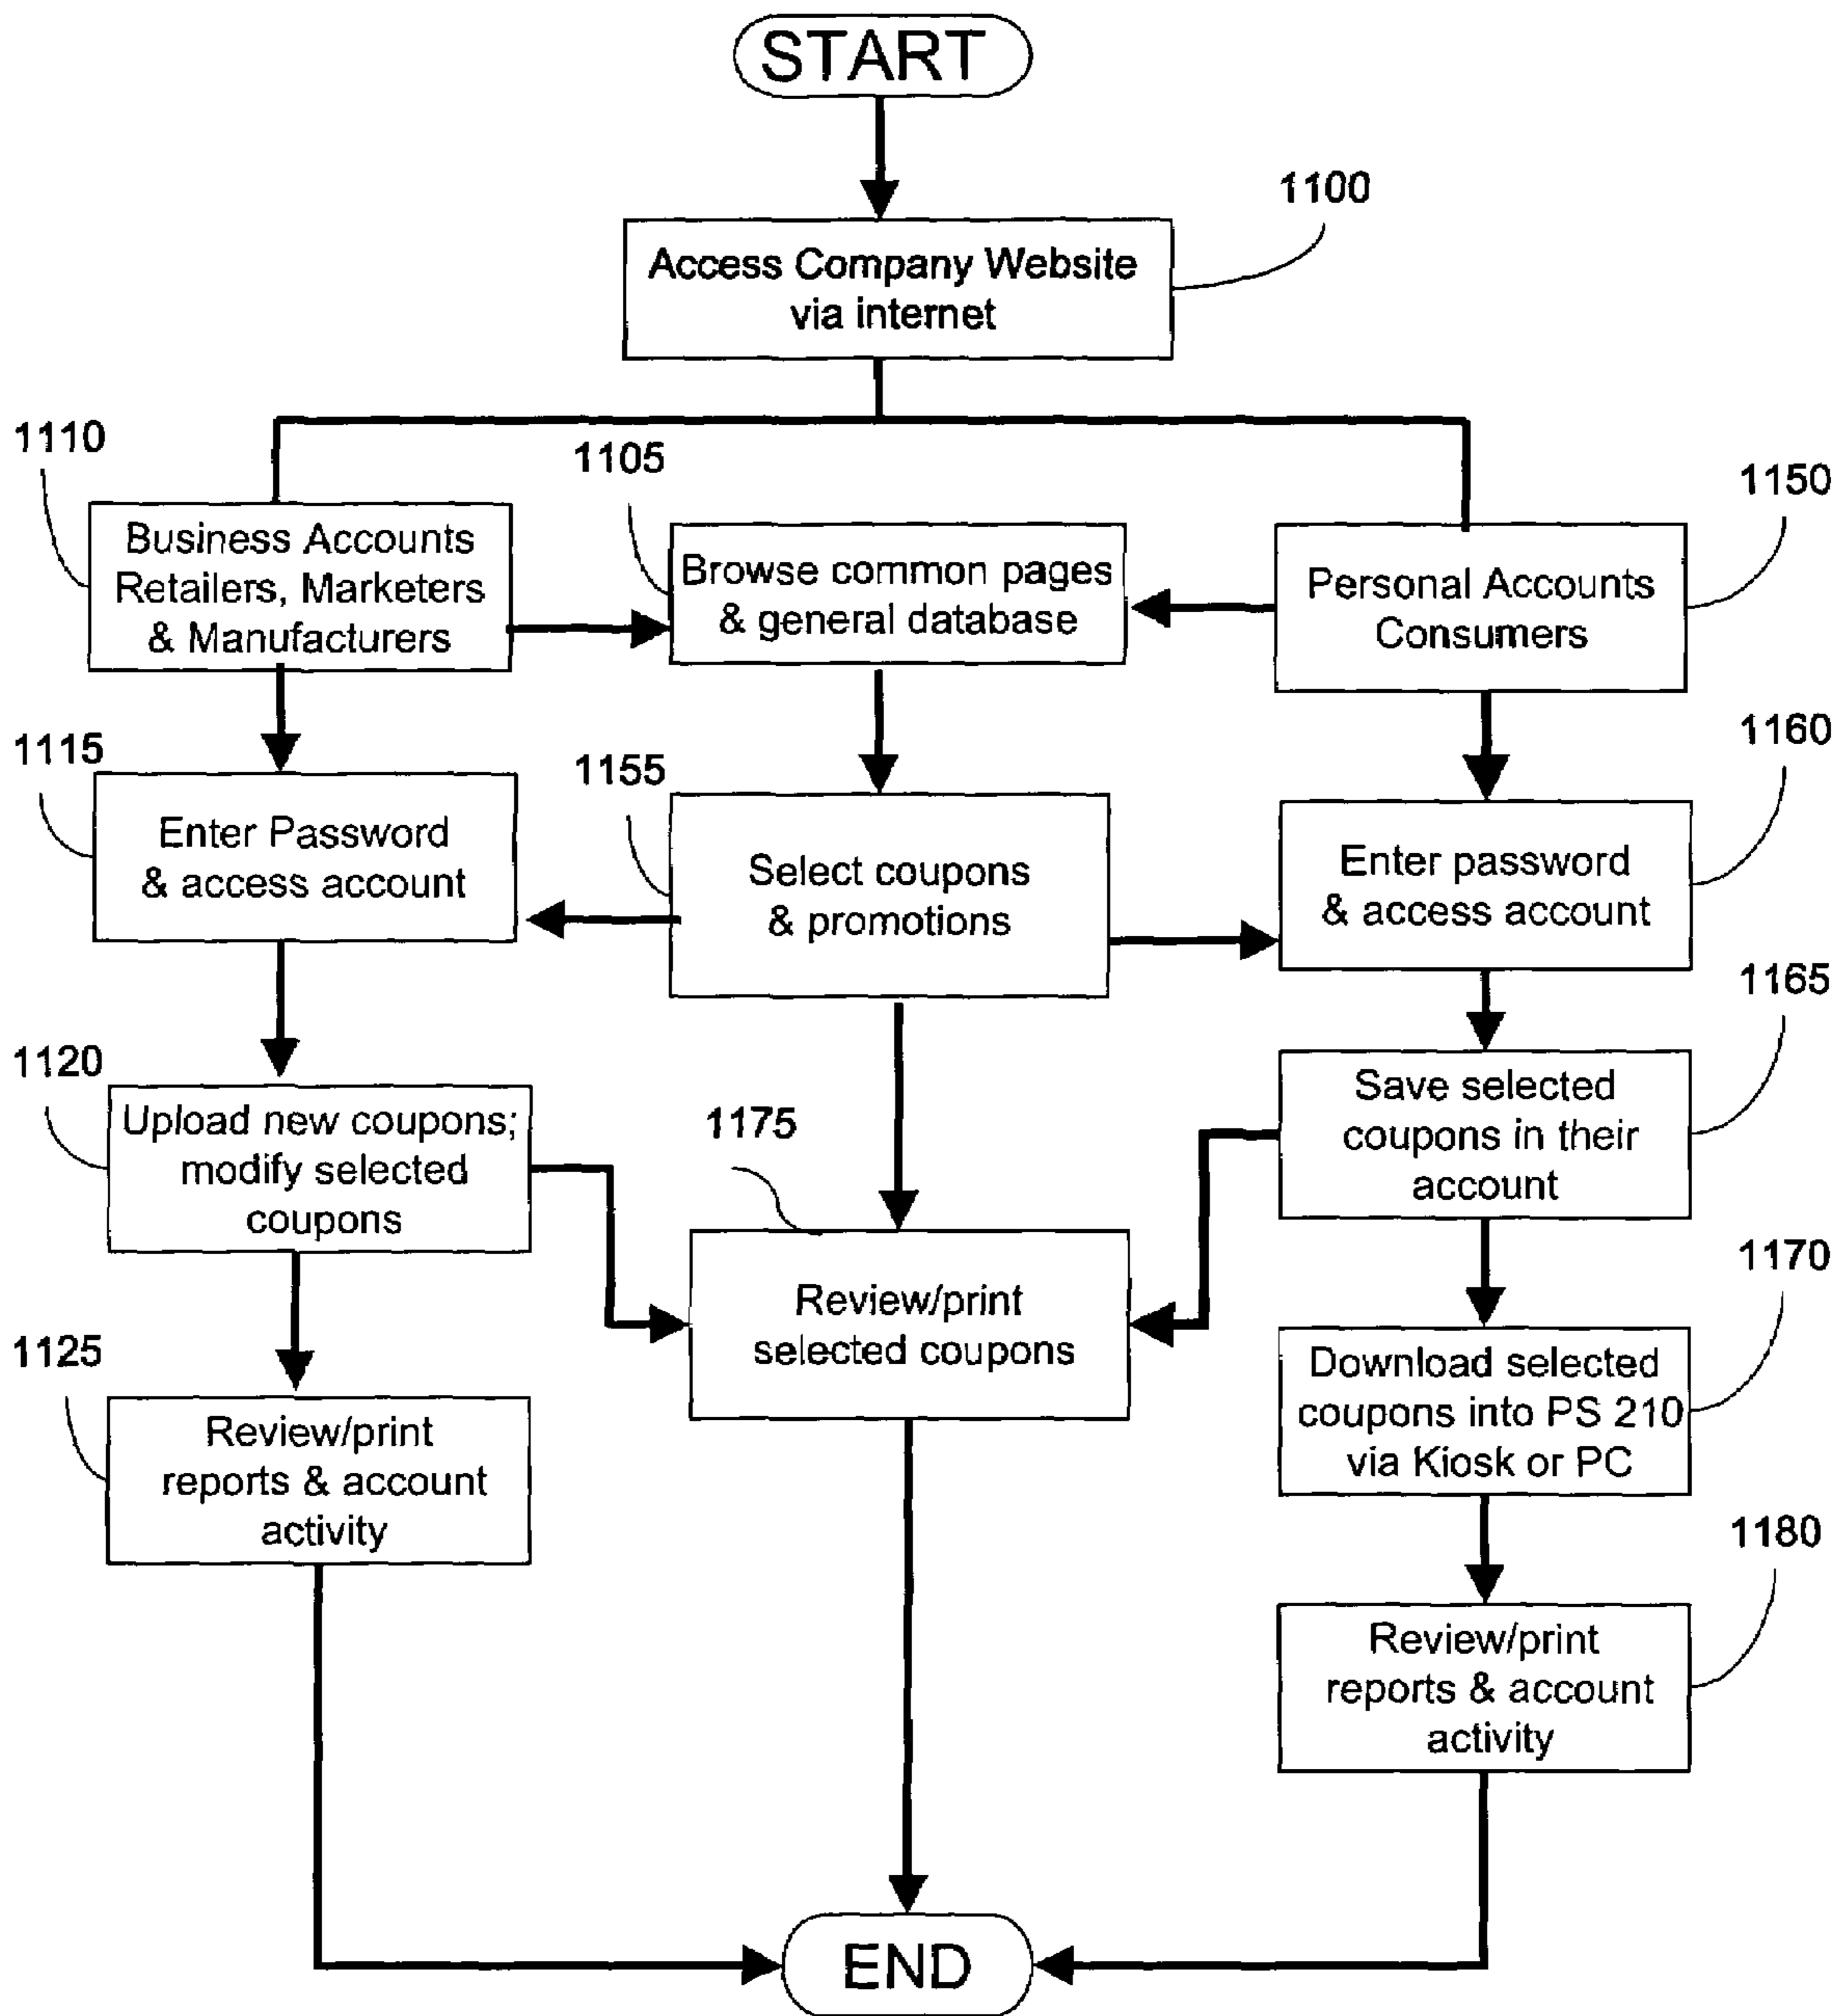 START
1100
Access Company Website
via internet
1110
1105
1150
Business Accounts
Retailers, Marketers
& Manufacturers
Browse common pages
& general database
Personal Accounts
Consumers
1115
1155
1160
Enter Password
& access account
Select coupons
& promotions
Enter password
& access account
1165
1120
Upload new coupons;
modify selected
coupons
1175
Save selected
coupons in their
account
1170
Review/print
selected coupons
1125
Download selected
coupons into PS 210
via Kiosk or PC
Review/print
reports & account
activity
1180
Review/print
reports & account
activity
END